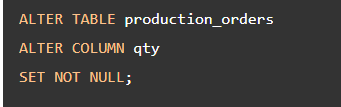 ALTER TABLE production_orders
ALTER COLUMN qty
SET NOT NULL;